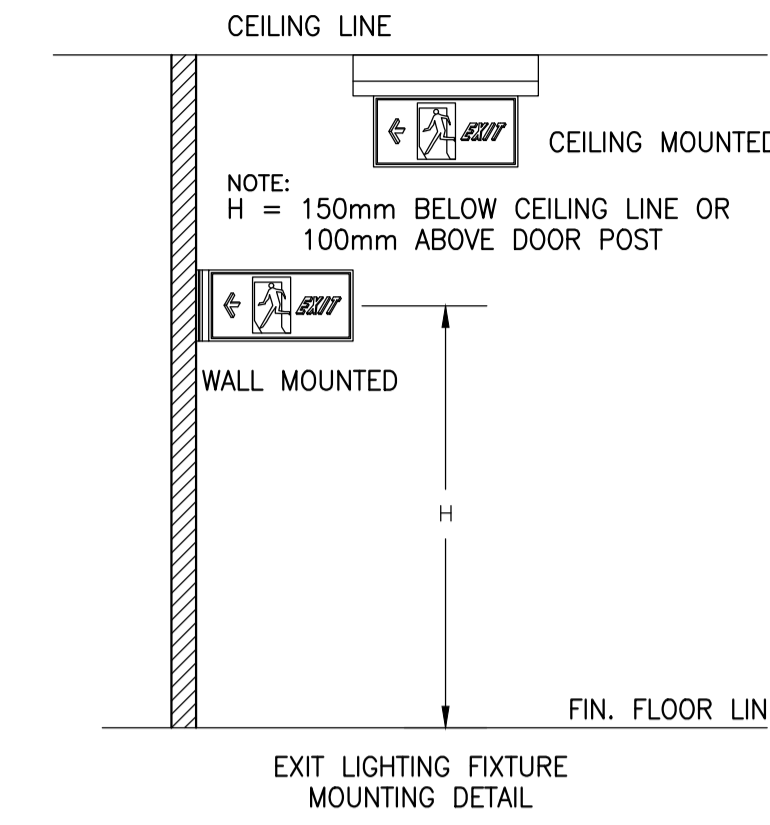 CEILING LINE
EXIT
CEILING MOUNTED
NOTE:
H = 150mm BELOW CEILING LINE OR
100mm ABOVE DOOR POST
EXIT
WALL MOUNTED
H
FIN. FLOOR LIN
EXIT LIGHTING FIXTURE
MOUNTING DETAIL